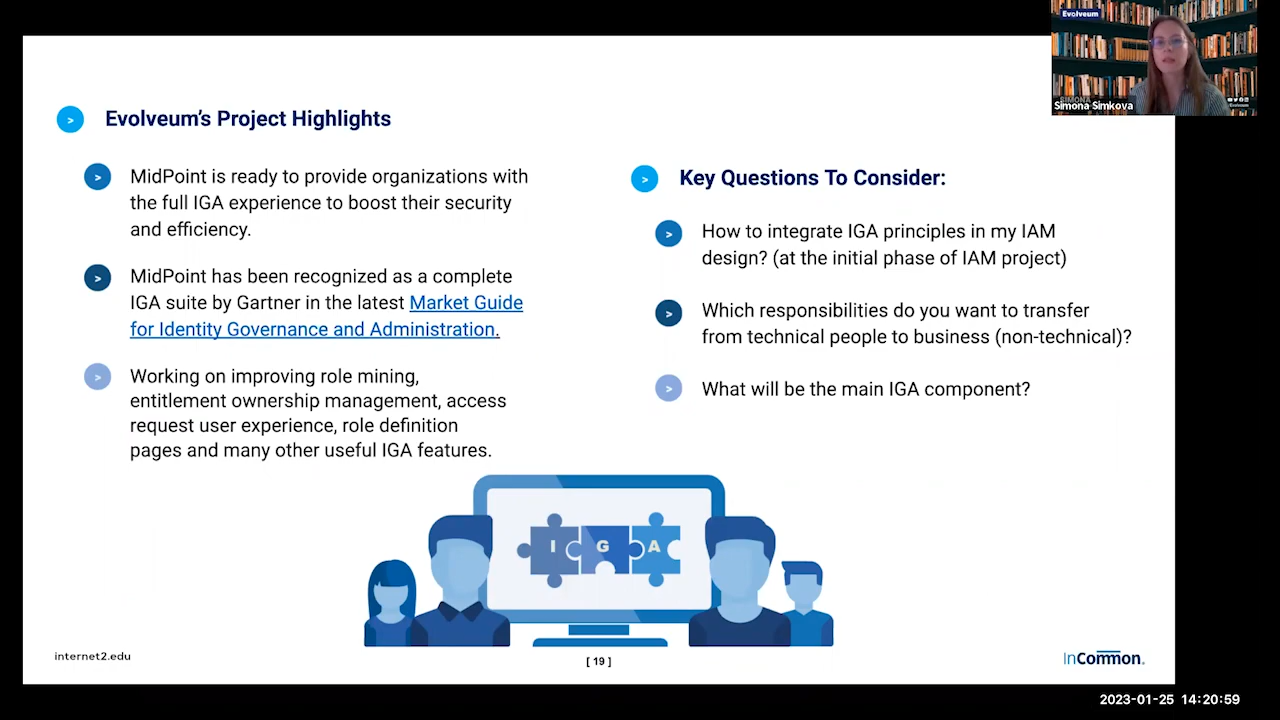 Evolveum
Simona Simkova
Evolveum's Project Highlights
MidPoint is ready to provide organizations with
the full IGA experience to boost their security
and efficiency.
MidPoint has been recognized as a complete
IGA suite by Gartner in the latest Market Guide
for Identity Governance and Administration.
Working on improving role mining,
entitlement ownership management, access
request user experience, role definition
pages and many other useful IGA features.
Key Questions To Consider:
How to integrate IGA principles in my IAM
design? (at the initial phase of IAM project)
Which responsibilities do you want to transfer
from technical people to business (non-technical)?
What will be the main IGA component?
I G A
internet2.edu
[ 19 ]
InCommon.
2023-01-25 14:20:59